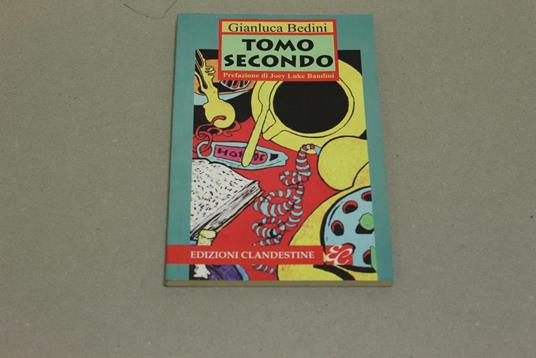 Gianluca Bedini
TOMO
SECONDO
Prefazione di Joey Luke Bandini
EDIZIONI CLANDESTINE
EC